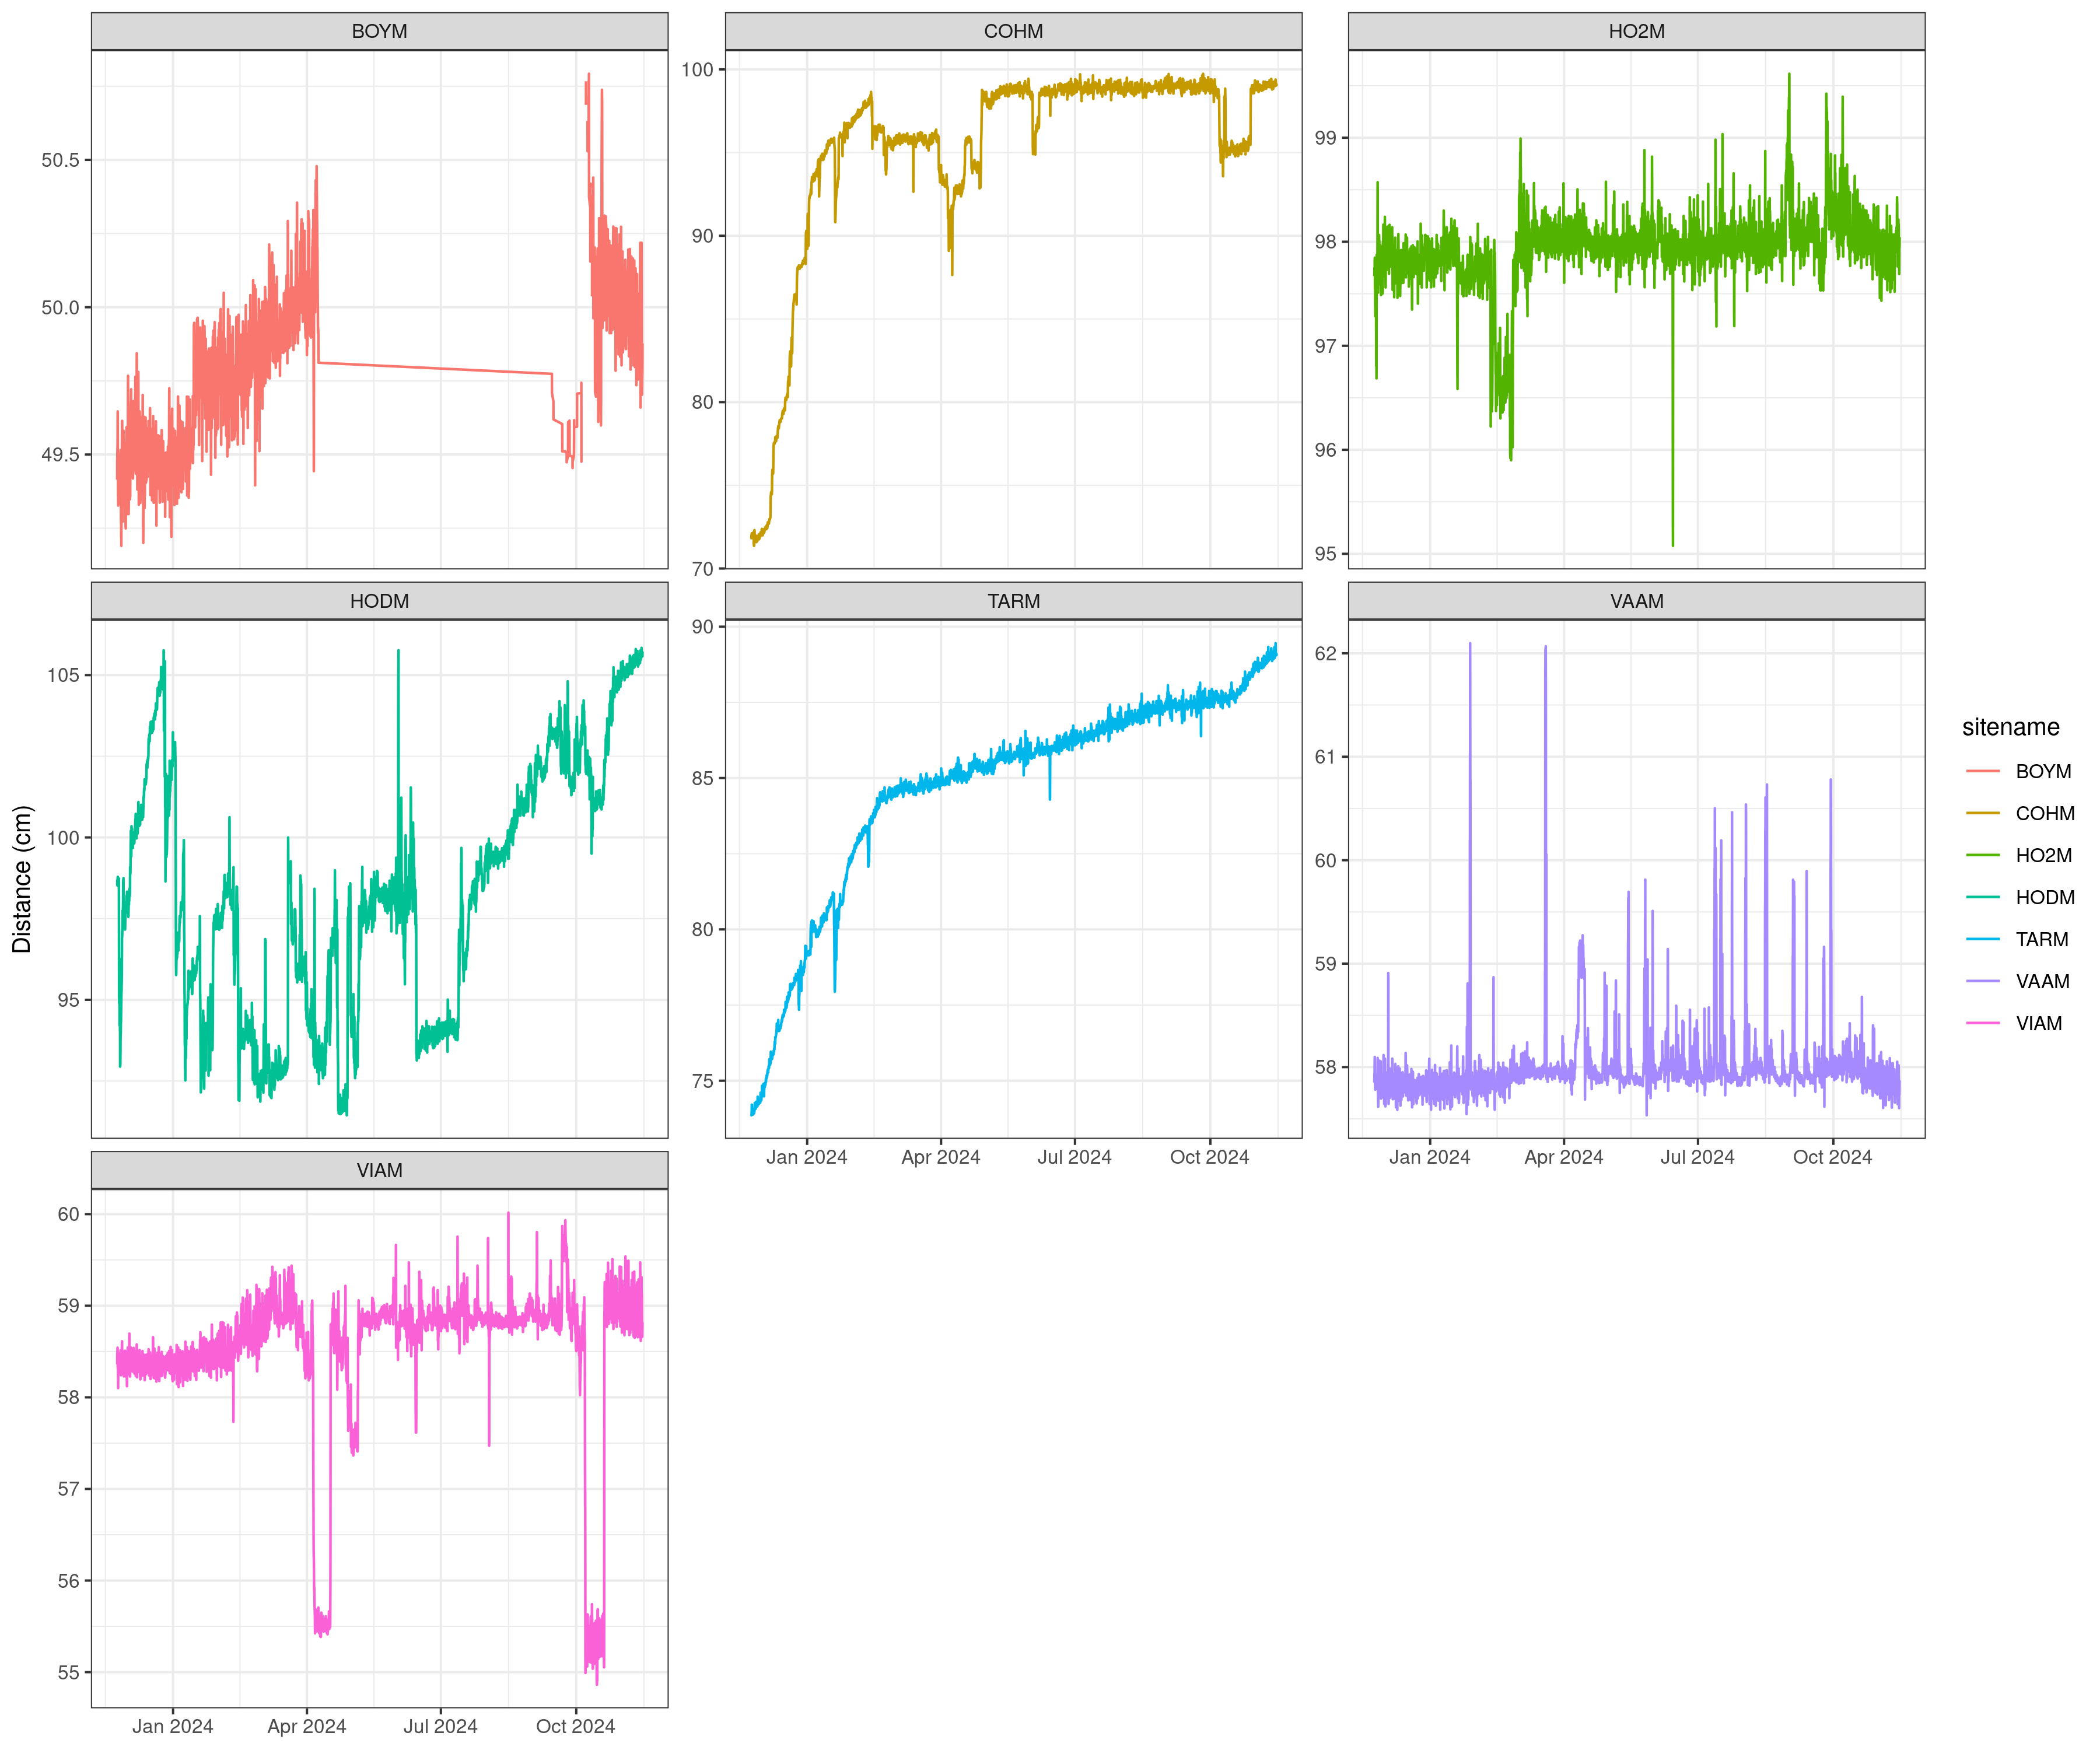 BOYM
COHM
HO2M
50.5
50.0
49.5
100
90
80
70
99
98
97
96
95
HODM
TARM
VAAM
105
100
95
90
85
80
75
62
61
60
59
58
Jan 2024 Apr 2024 Jul 2024 Oct 2024
Jan 2024 Apr 2024 Jul 2024 Oct 2024
VIAM
60
59
58
57
56
55
Jan 2024 Apr 2024 Jul 2024 Oct 2024
Distance (cm)
sitename
BOYM
COHM
HO2M
HODM
TARM
VAAM
VIAM